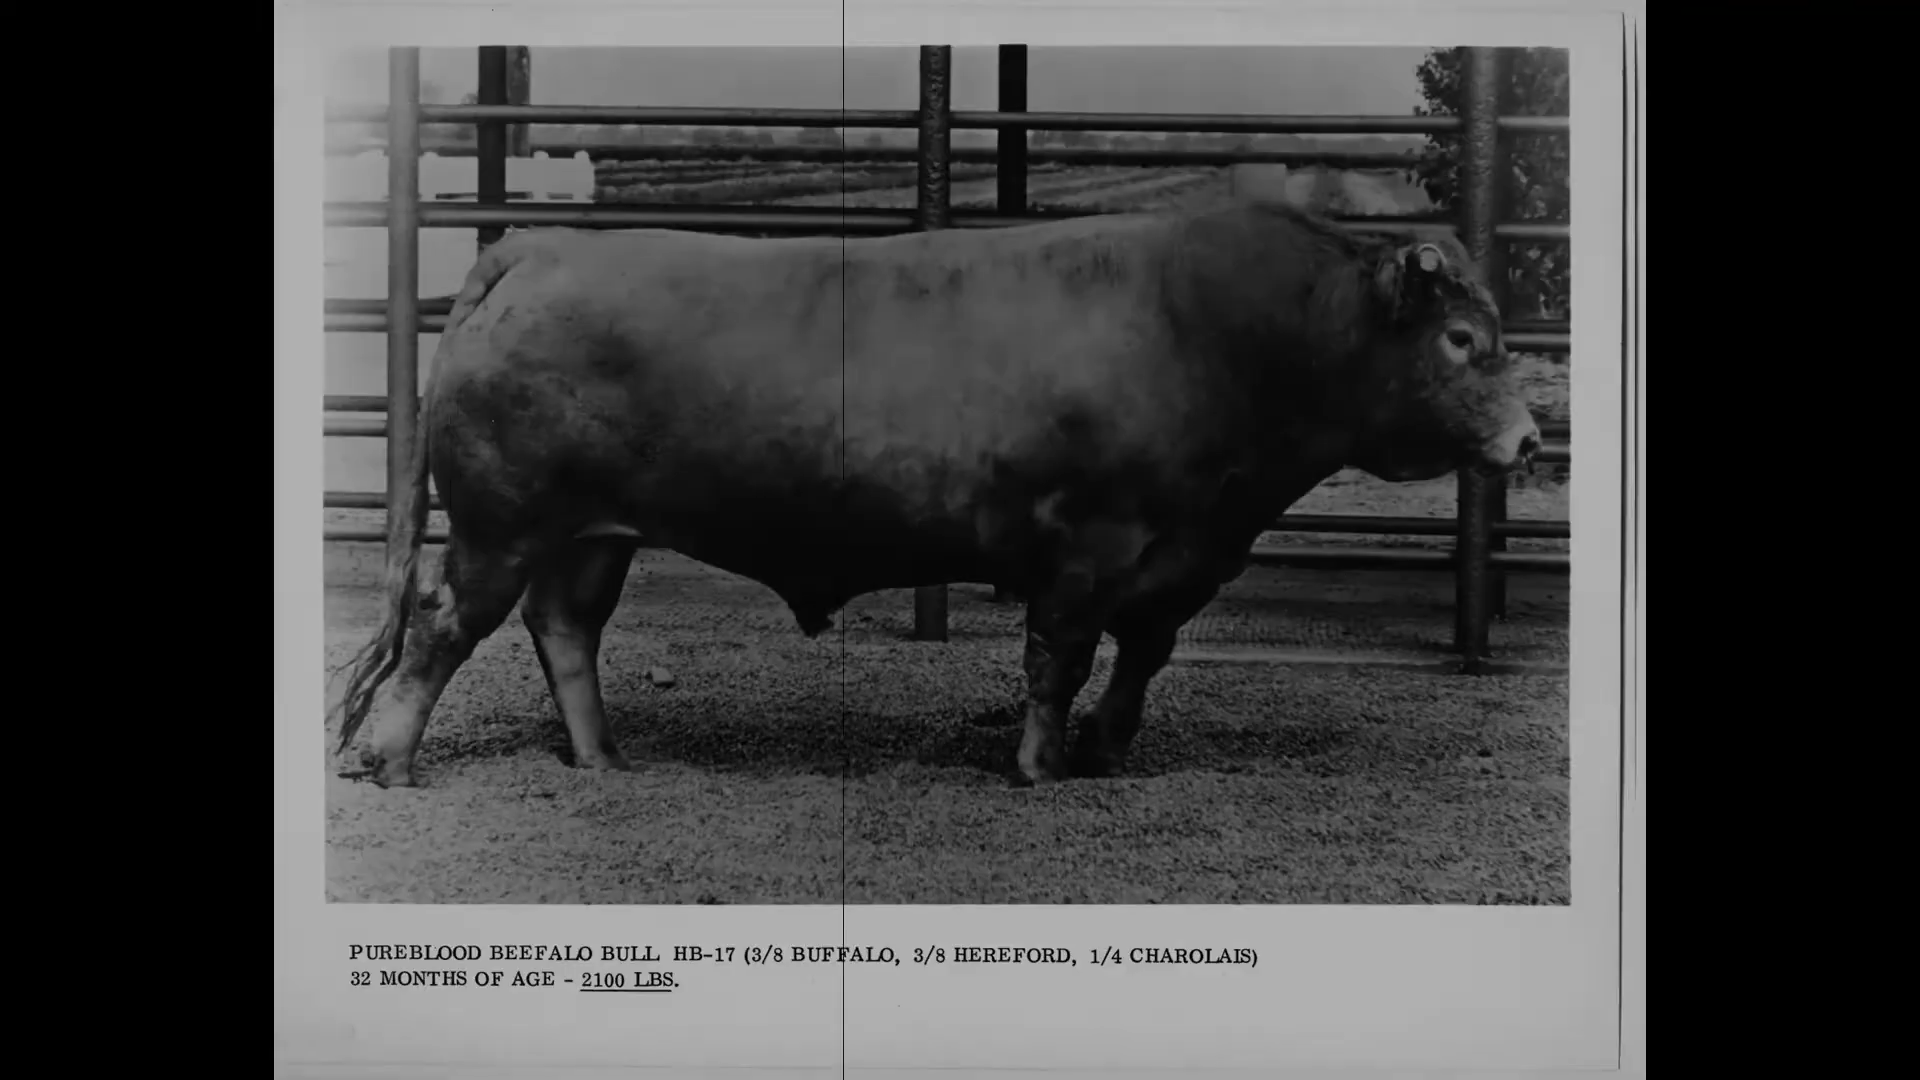 PUREBLOOD BEEFALO BULL HB-17 (3/8 BUFFALO, 3/8 HEREFORD, 1/4 CHAROLAIS)
32 MONTHS OF AGE - 2100 LBS.